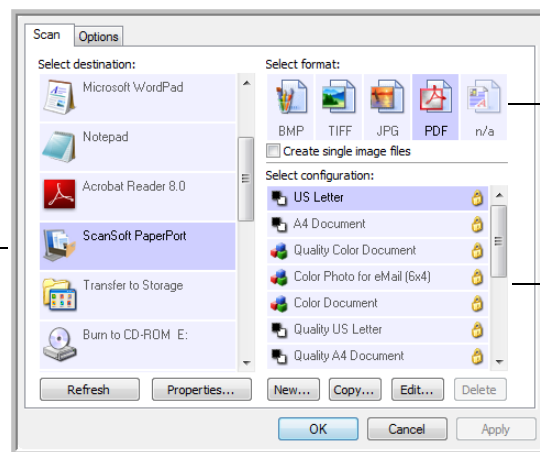 Scan Options
Select destination:
Microsoft WordPad
Notepad
Acrobat Reader 8.0
ScanSoft PaperPort
Transfer to Storage
Burn to CD-ROM E:
Refresh Properties...
Select format:
BMP TIFF JPG PDF n/a
Create single image files
Select configuration:
US Letter
A4 Document
Quality Color Document
Color Photo for eMail (6x4)
Color Document
Quality US Letter
Quality A4 Document
New... Copy... Edit... Delete
OK Cancel Apply